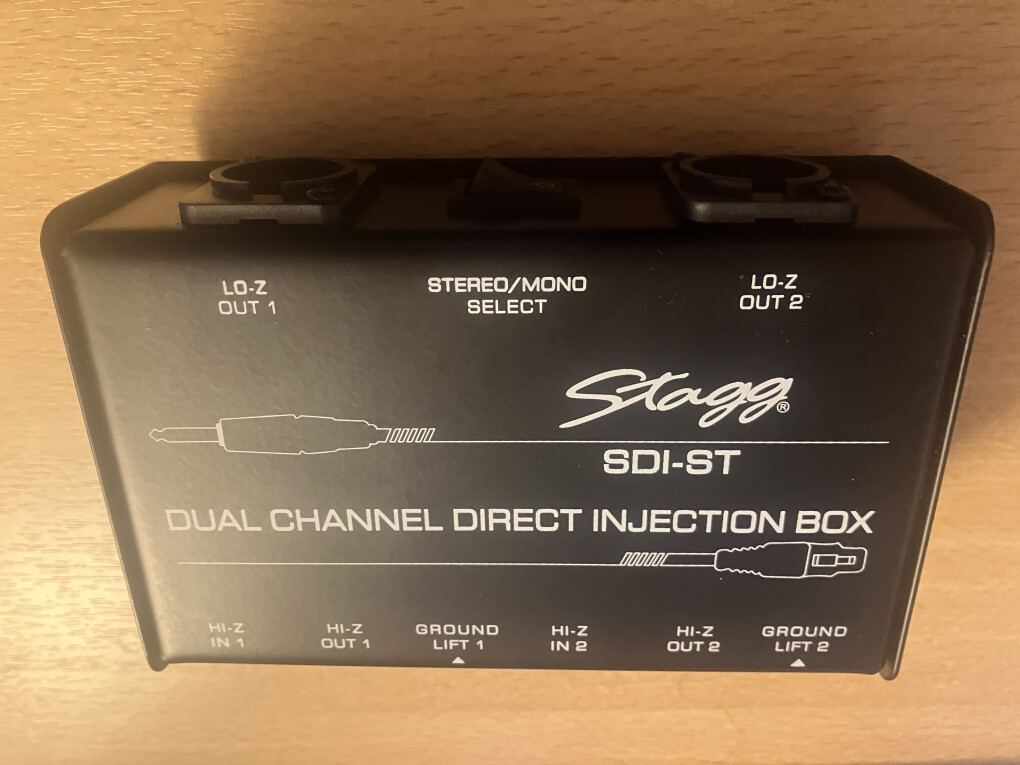 LO-Z
OUT 1
STEREO/MONO
SELECT
LO-Z
OUT 2
Stagg®
SDI-ST
DUAL CHANNEL DIRECT INJECTION BOX
HI-Z
IN 1
HI-Z
OUT 1
GROUND
LIFT 1
HI-Z
IN 2
HI-Z
OUT 2
GROUND
LIFT 2